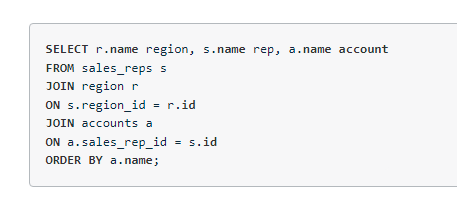 SELECT r.name region, s.name rep, a.name account
FROM sales_reps s
JOIN region r
ON s.region_id = r.id
JOIN accounts a
ON a.sales_rep_id = s.id
ORDER BY a.name;